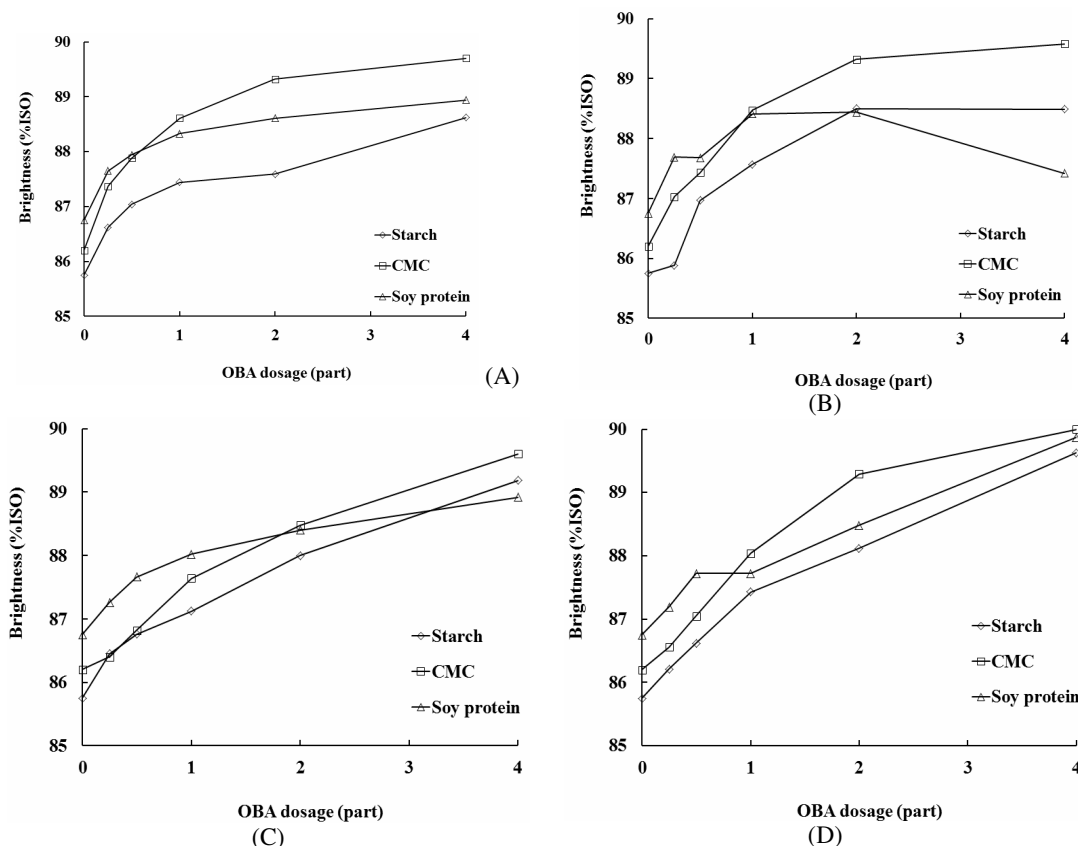 90
89
88
87
86
85
Brightness (%ISO)
0 1 2 3 4
OBA dosage (part)
Starch
CMC
Soy protein
(A)
90
89
88
87
86
85
Brightness (%ISO)
0 1 2 3 4
OBA dosage (part)
Starch
CMC
Soy protein
(B)
90
89
88
87
86
85
Brightness (%ISO)
0 1 2 3 4
OBA dosage (part)
Starch
CMC
Soy protein
(C)
90
89
88
87
86
85
Brightness (%ISO)
0 1 2 3 4
OBA dosage (part)
Starch
CMC
Soy protein
(D)